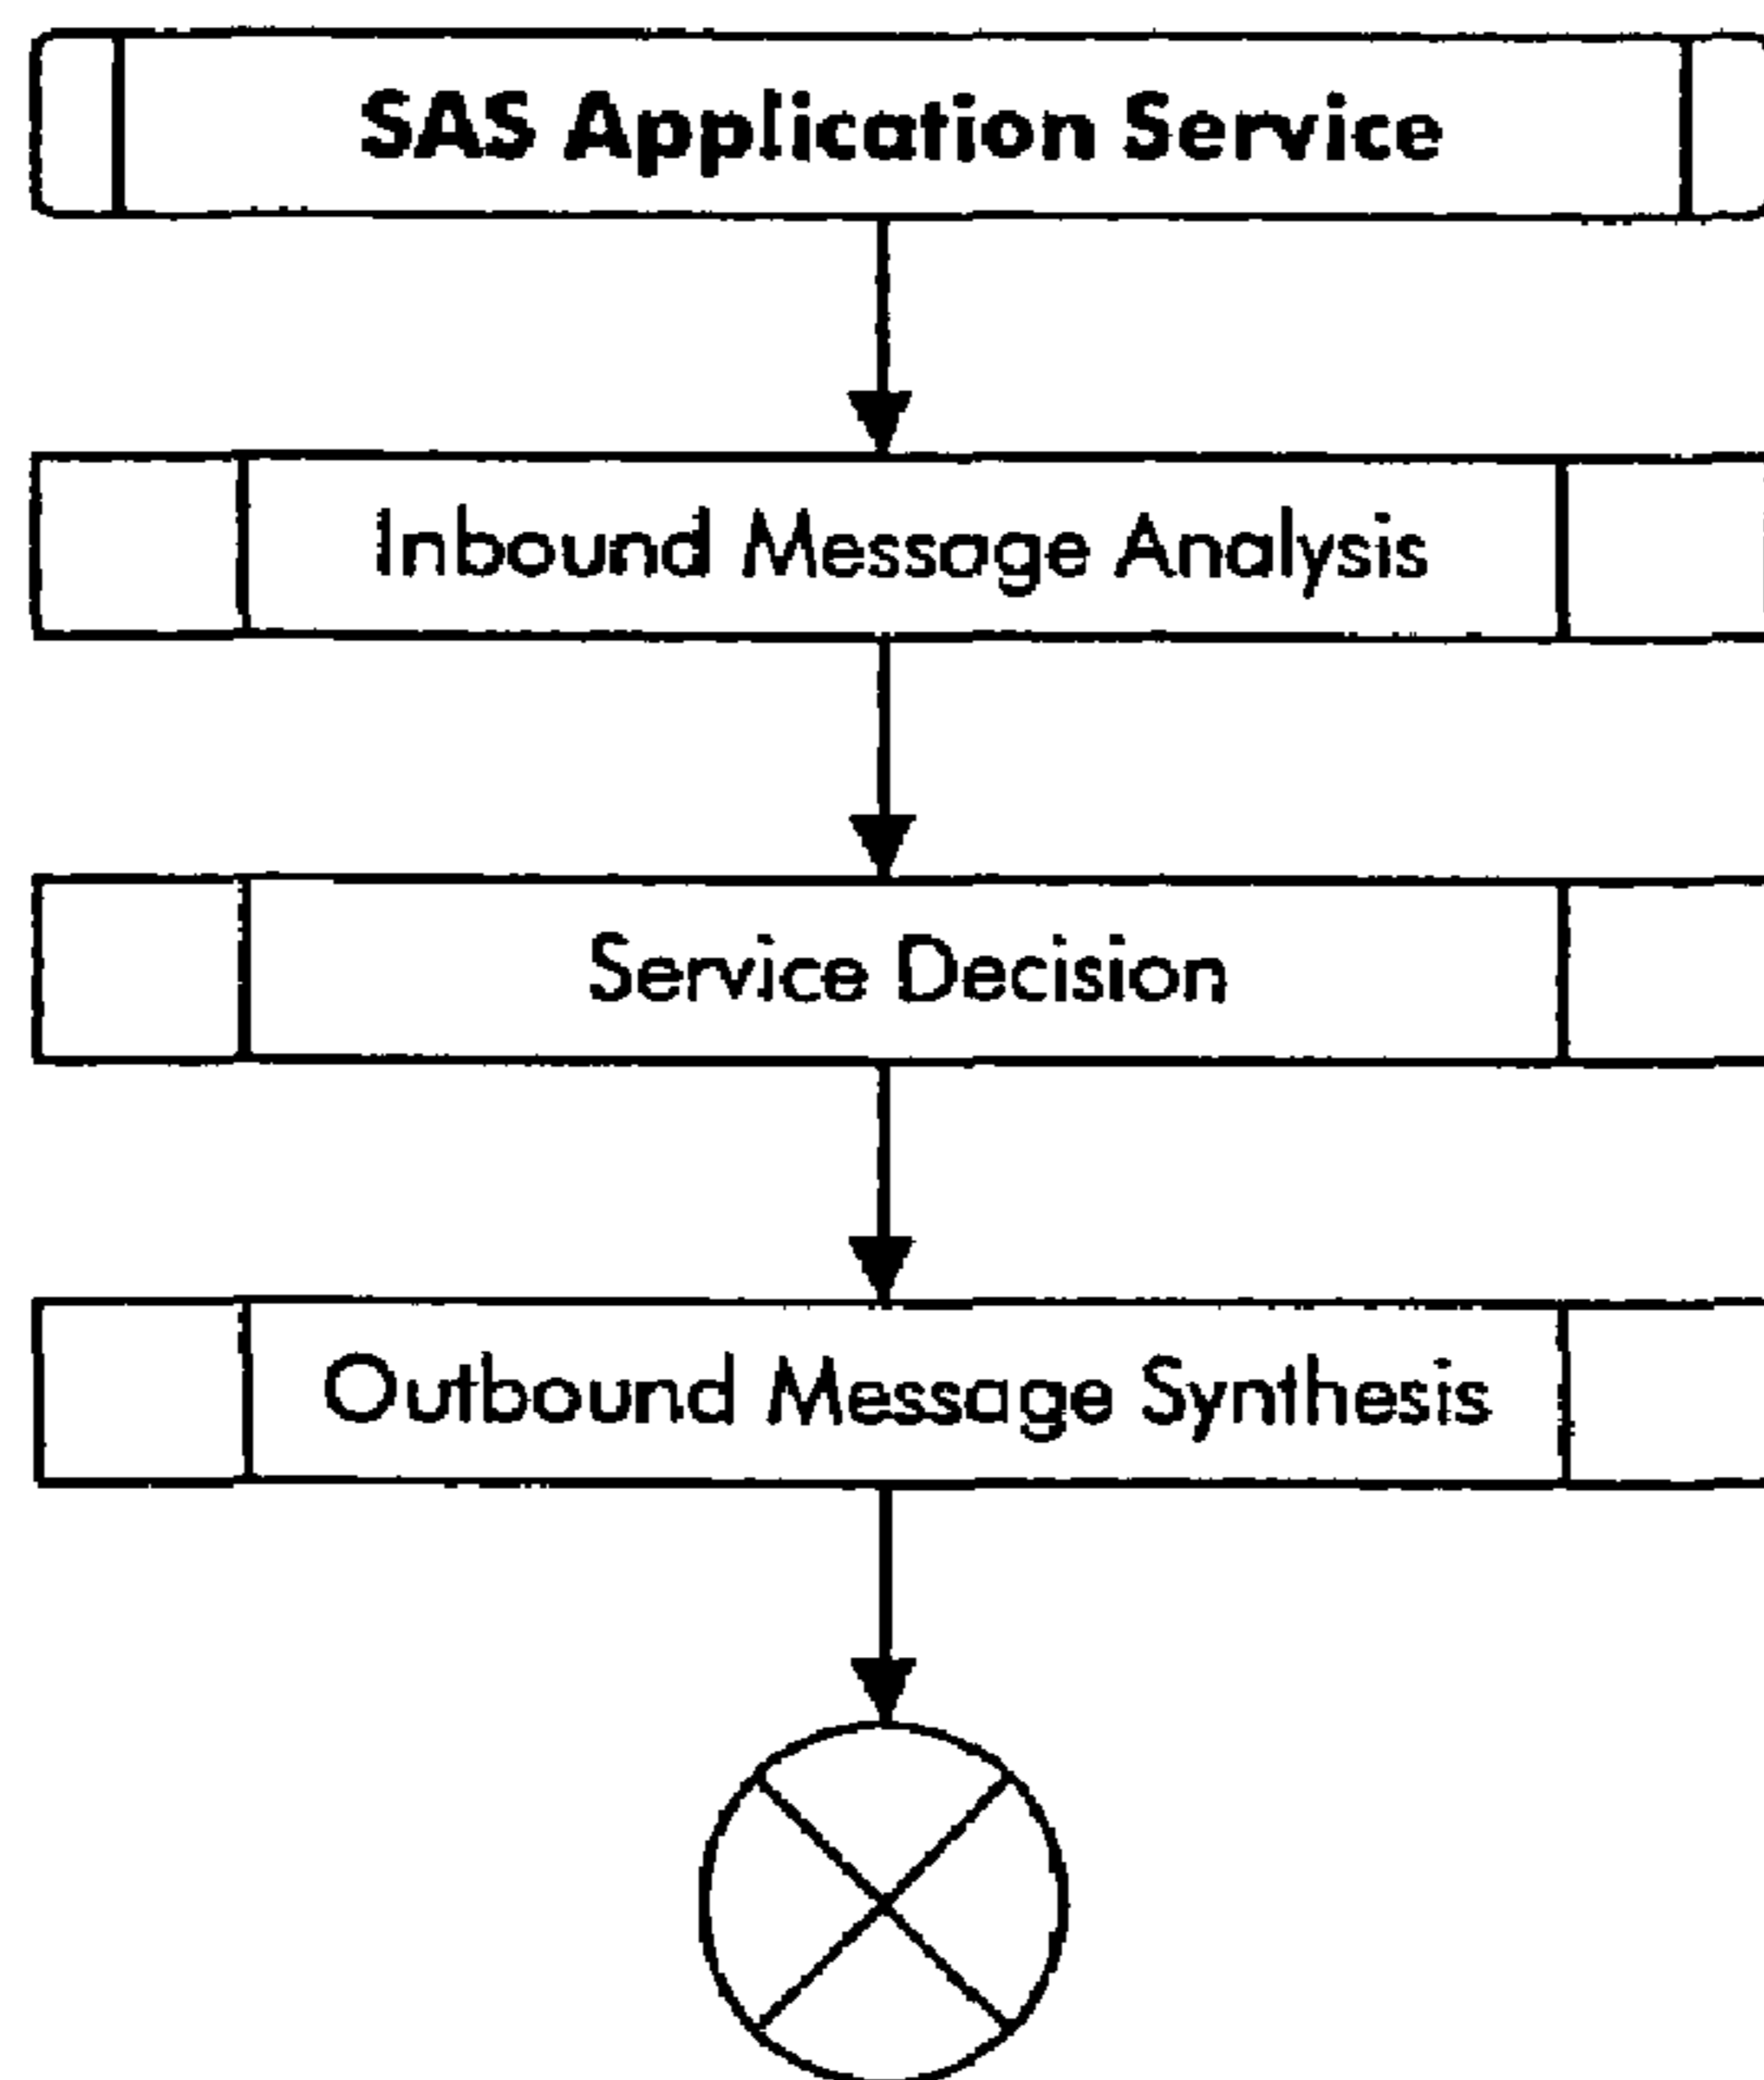 SAS Application Service
Inbound Message Analysis
Service Decision
Outbound Message Synthesis